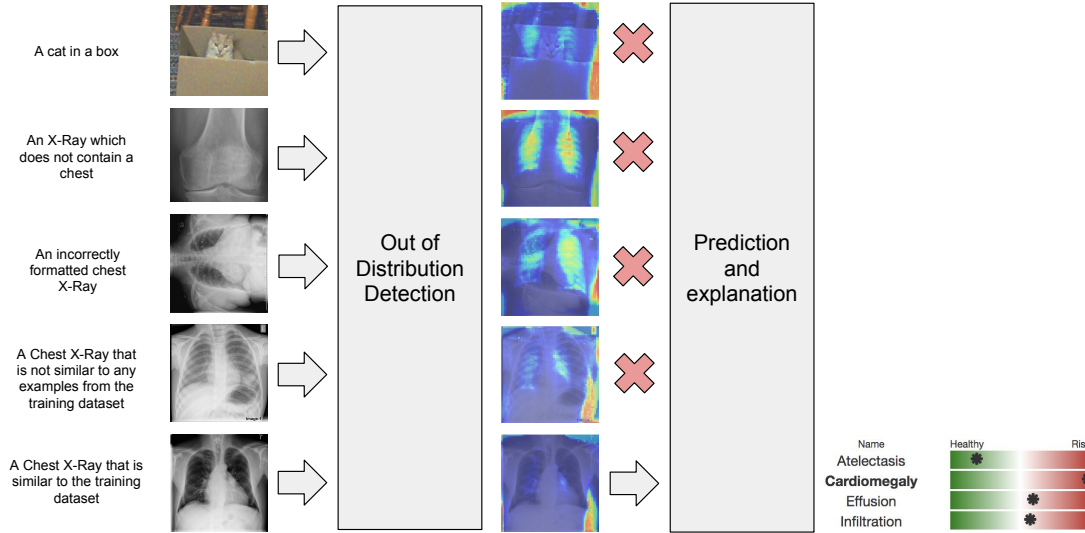 A cat in a box
An X-Ray which
does not contain a
chest
An incorrectly
formatted chest
X-Ray
A Chest X-Ray that
is not similar to any
examples from the
training dataset
A Chest X-Ray that is
similar to the training
dataset
Out of
Distribution
Detection
Prediction
and
explanation
Name Healthy Ris
Atelectasis
Cardiomegaly
Effusion
Infiltration